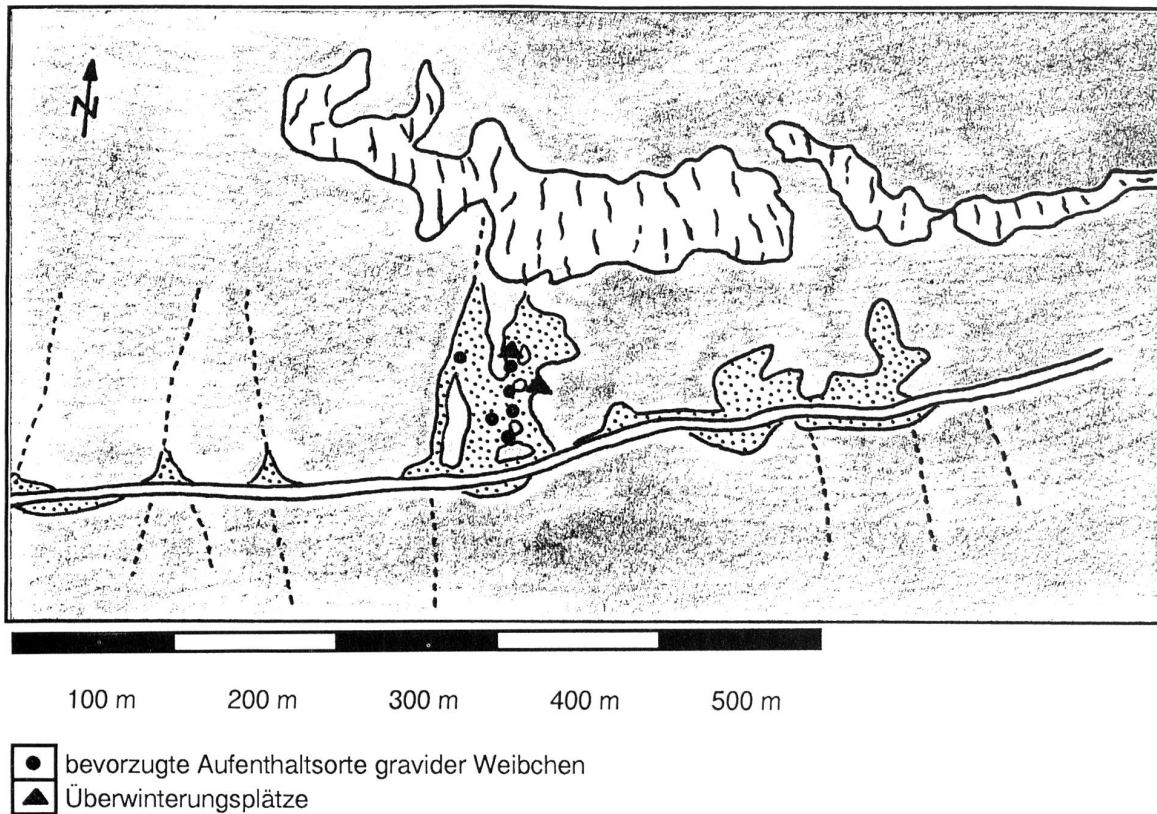 N
100 m 200 m 300 m 400 m 500 m
bevorzugte Aufenthaltsorte gravider Weibchen
Überwinterungsplätze